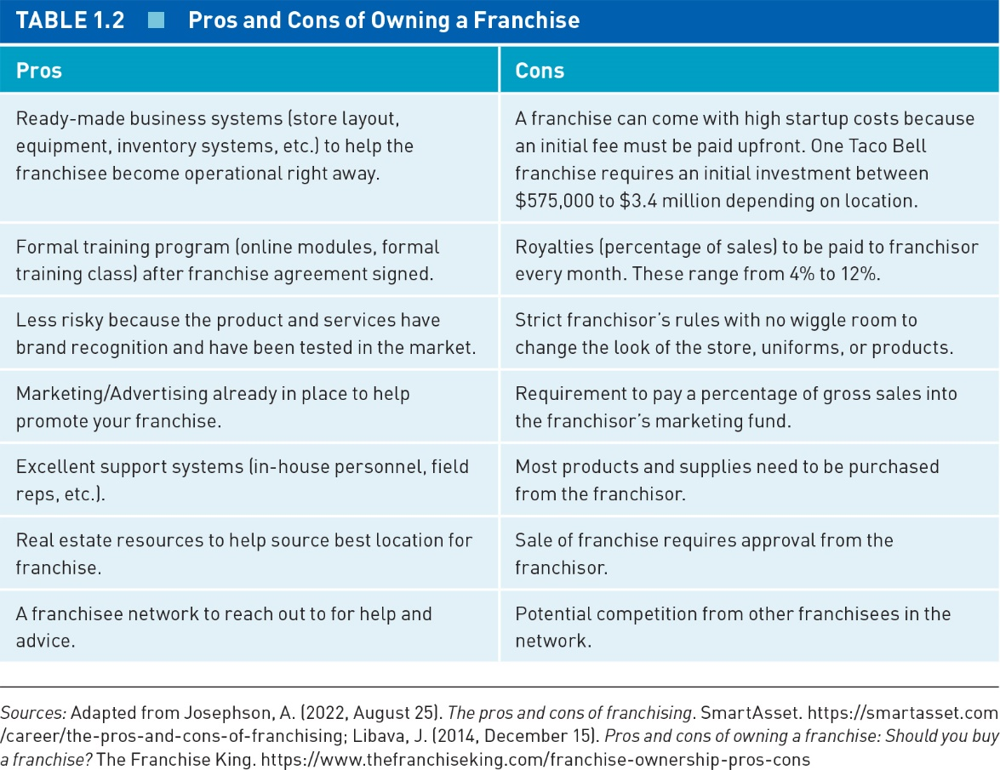 TABLE 1.2 ■ Pros and Cons of Owning a Franchise
Pros
Cons
Ready-made business systems (store layout,
equipment, inventory systems, etc.) to help the
franchisee become operational right away.
A franchise can come with high startup costs because
an initial fee must be paid upfront. One Taco Bell
franchise requires an initial investment between
$575,000 to $3.4 million depending on location.
Formal training program (online modules, formal
training class) after franchise agreement signed.
Royalties (percentage of sales) to be paid to franchisor
every month. These range from 4% to 12%.
Less risky because the product and services have
brand recognition and have been tested in the market.
Strict franchisor’s rules with no wiggle room to
change the look of the store, uniforms, or products.
Marketing/Advertising already in place to help
promote your franchise.
Requirement to pay a percentage of gross sales into
the franchisor’s marketing fund.
Excellent support systems (in-house personnel, field
reps, etc.).
Most products and supplies need to be purchased
from the franchisor.
Real estate resources to help source best location for
franchise.
Sale of franchise requires approval from the
franchisor.
A franchisee network to reach out to for help and
advice.
Potential competition from other franchisees in the
network.
Sources: Adapted from Josephson, A. (2022, August 25). The pros and cons of franchising. SmartAsset. https://smartasset.com
/career/the-pros-and-cons-of-franchising; Libava, J. (2014, December 15). Pros and cons of owning a franchise: Should you buy
a franchise? The Franchise King. https://www.thefranchiseking.com/franchise-ownership-pros-cons